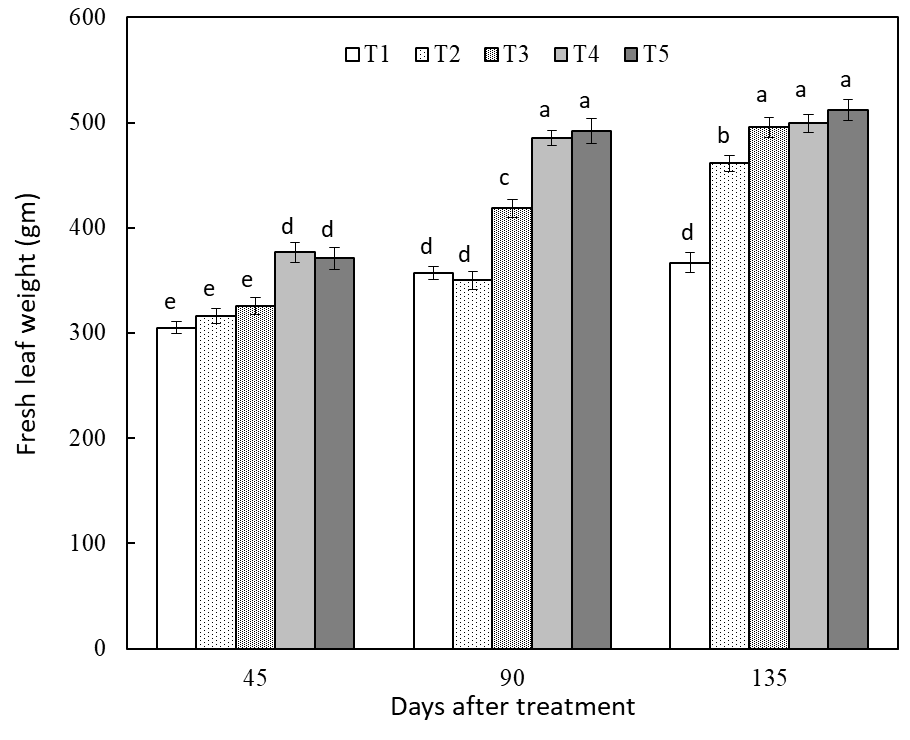 600
500
400
300
200
100
0
Fresh leaf weight (gm)
T1 T2 T3 T4 T5
e e e d d
d d c a a
d b a a a
45 90 135
Days after treatment